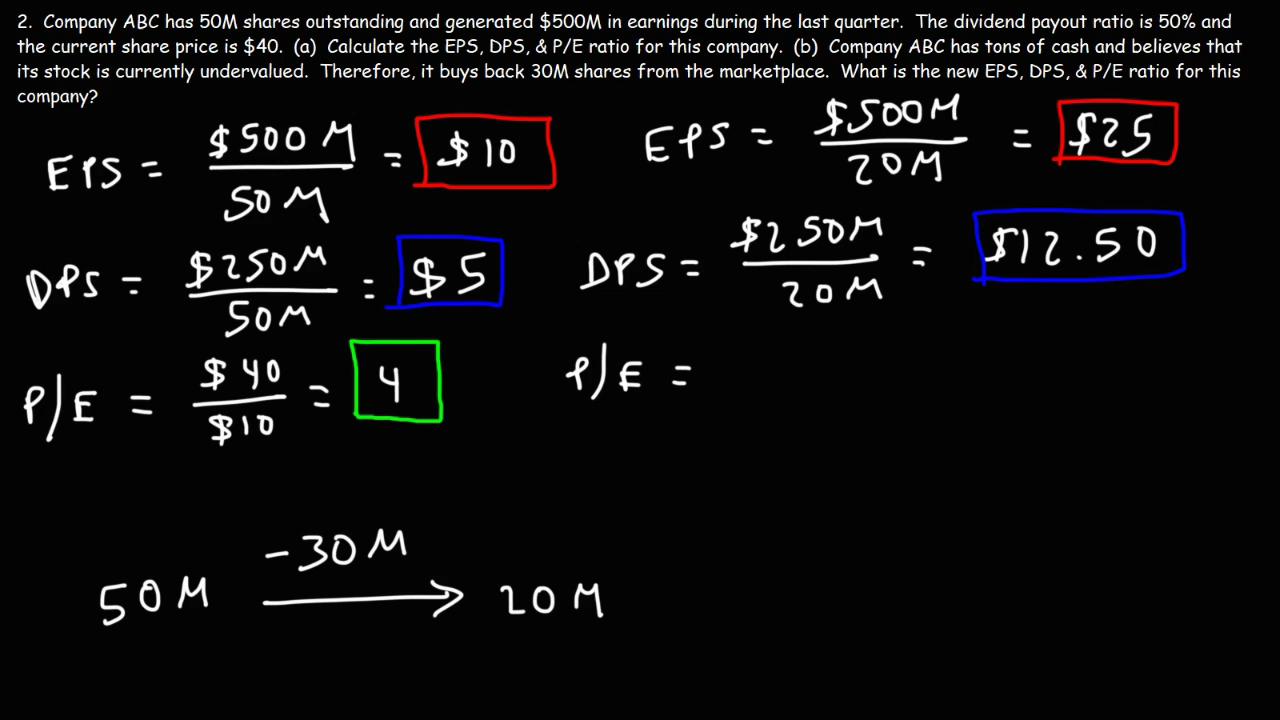 2. Company ABC has 50M shares outstanding and generated $500M in earnings during the last quarter. The dividend payout ratio is 50% and
the current share price is $40. (a) Calculate the EPS, DPS, & P/E ratio for this company. (b) Company ABC has tons of cash and believes that
its stock is currently undervalued. Therefore, it buys back 30M shares from the marketplace. What is the new EPS, DPS, & P/E ratio for this
company?
EPS = $500M / 50M = $10
DPS = $250M / 50M = $5
P/E = $40 / $10 = 4
EPS = $500M / 20M = $25
DPS = $250M / 20M = $12.50
P/E =
-30M
50M → 20M